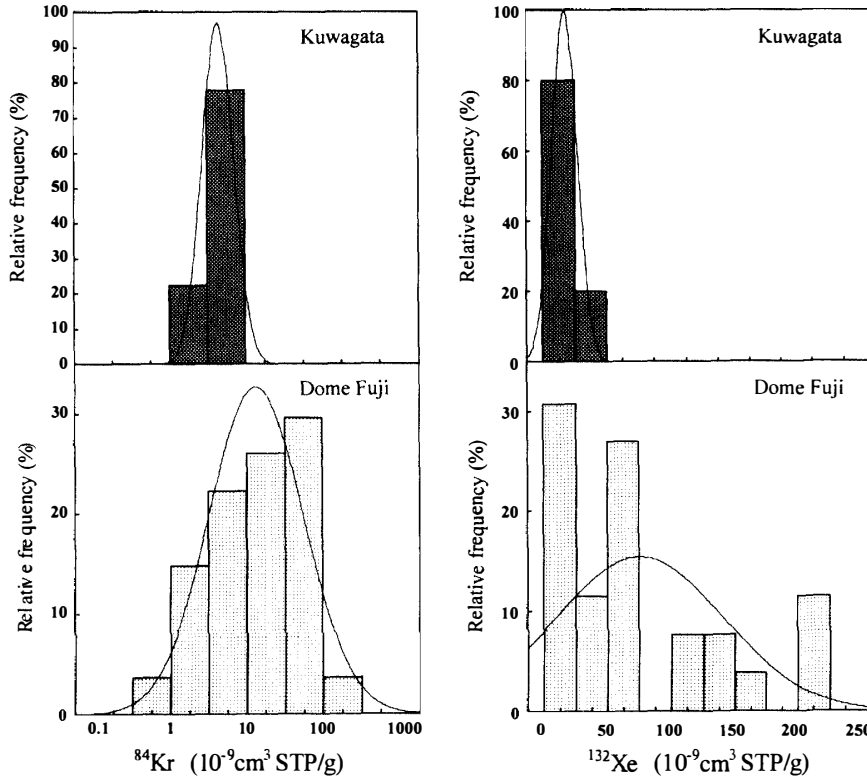 Kuwagata
Relative frequency (%)
100
90
80
70
60
50
40
30
20
10
0
Dome Fuji
Relative frequency (%)
30
20
10
0
0.1 1 10 100 1000
⁸⁴Kr (10⁻⁹cm³ STP/g)
Kuwagata
Relative frequency (%)
100
80
60
40
20
0
Dome Fuji
Relative frequency (%)
30
20
10
0
0 50 100 150 200 250
¹³²Xe (10⁻⁹cm³ STP/g)